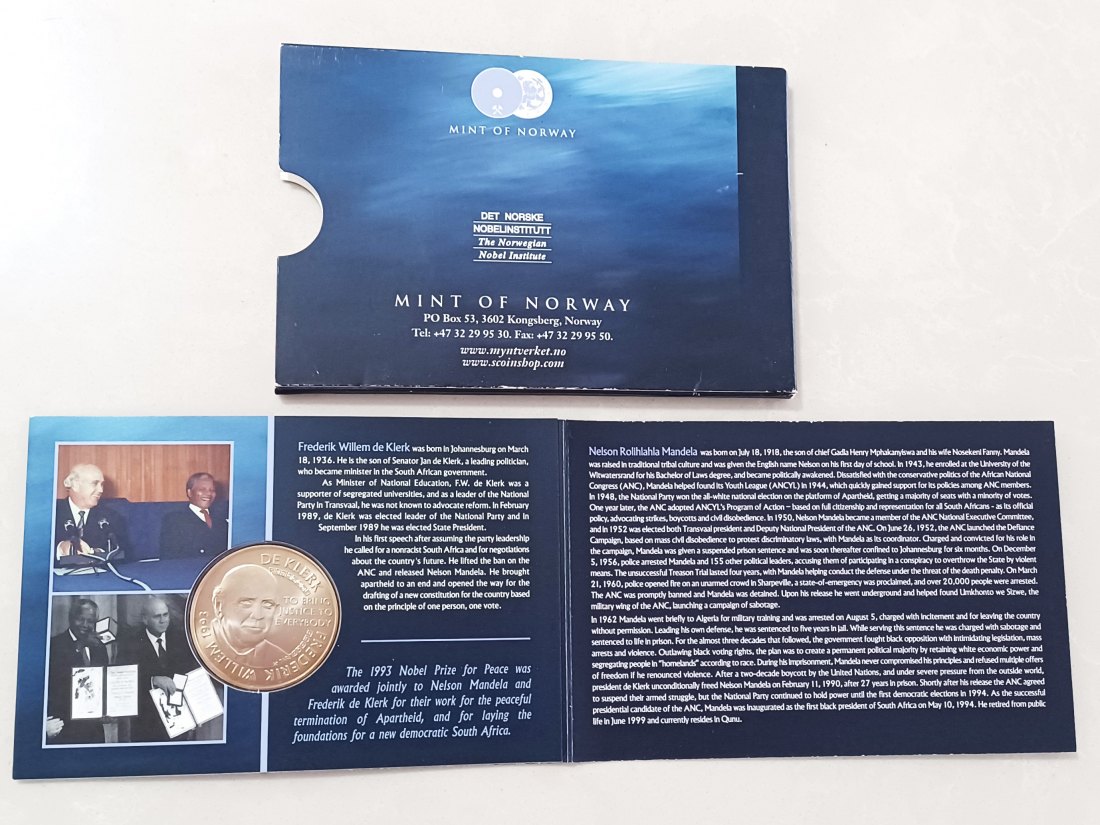 MINT OF NORWAY
DET NORSKE
NOBELINSTITUTT
The Norwegian
Nobel Institute
MINT OF NORWAY
PO Box 53, 3602 Kongsberg, Norway
Tel: +47 32 29 95 30. Fax: +47 32 29 95 50.
www.myntverket.no
www.scoinshop.com
Frederik Willem de Klerk was born in Johannesburg on March
18, 1936. He is the son of Senator Jan de Klerk, a leading politician,
who became minister in the South African government.
As Minister of National Education, F.W. de Klerk was a
supporter of segregated universities, and as a leader of the National
Party in Transvaal, he was not known to advocate reform. In February
1989, de Klerk was elected leader of the National Party and in
September 1989 he was elected State President.
In his first speech after assuming the party leadership
he called for a nonracist South Africa and for negotiations
about the country's future. He lifted the ban on the
ANC and released Nelson Mandela. He brought
apartheid to an end and opened the way for the
drafting of a new constitution for the country based
on the principle of one person, one vote.
The 1993 Nobel Prize for Peace was
awarded jointly to Nelson Mandela and
Frederik de Klerk for their work for the peaceful
termination of Apartheid, and for laying the
foundations for a new democratic South Africa.
DE KLERK
TO BRING
JUSTICE TO
EVERYBODY
FREDERIK WILLEM
1993
Nelson Rolihlahla Mandela was born on July 18, 1918, the son of chief Gadla Henry Mphakanyiswa and his wife Nosekeni Fanny. Mandela
was raised in traditional tribal culture and was given the English name Nelson on his first day of school. In 1943, he enrolled at the University of the
Witwatersrand for his Bachelor of Laws degree, and became politically awakened. Dissatisfied with the conservative politics of the African National
Congress (ANC), Mandela helped found its Youth League (ANCYL) in 1944, which quickly gained support for its policies among ANC members.
In 1948, the National Party won the all-white national election on the platform of Apartheid, getting a majority of seats with a minority of votes.
One year later, the ANC adopted ANCYL's Program of Action – based on full citizenship and representation for all South Africans – as its official
policy, advocating strikes, boycotts and civil disobedience. In 1950, Nelson Mandela became a member of the ANC National Executive Committee,
and in 1952 was elected both Transvaal president and Deputy National President of the ANC. On June 26, 1952, the ANC launched the Defiance
Campaign, based on mass civil disobedience to protest discriminatory laws, with Mandela as its coordinator. Charged and convicted for his role in
the campaign, Mandela was given a suspended prison sentence and was soon thereafter confined to Johannesburg for six months. On December
5, 1956, police arrested Mandela and 155 other political leaders, accusing them of participating in a conspiracy to overthrow the State by violent
means. The unsuccessful Treason Trial lasted four years, with Mandela helping conduct the defense under the threat of the death penalty. On March
21, 1960, police opened fire on an unarmed crowd in Sharpeville, a state-of-emergency was proclaimed, and over 20,000 people were arrested.
The ANC was promptly banned and Mandela was detained. Upon his release he went underground and helped found Umkhonto we Sizwe, the
military wing of the ANC, launching a campaign of sabotage.
In 1962 Mandela went briefly to Algeria for military training and was arrested on August 5, charged with incitement and for leaving the country
without permission. Leading his own defense, he was sentenced to five years in jail. While serving this sentence he was charged with sabotage and
sentenced to life in prison. For the almost three decades that followed, the government fought black opposition with intimidating legislation, mass
arrests and violence. Outlawing black voting rights, the plan was to create a permanent political majority by retaining white economic power and
segregating people in "homelands" according to race. During his imprisonment, Mandela never compromised his principles and refused multiple offers
of freedom if he renounced violence. After a two-decade boycott by the United Nations, and under severe pressure from the outside world,
president de Klerk unconditionally freed Nelson Mandela on February 11, 1990, after 27 years in prison. Shortly after his release the ANC agreed
to suspend their armed struggle, but the National Party continued to hold power until the first democratic elections in 1994. As the successful
presidential candidate of the ANC, Mandela was inaugurated as the first black president of South Africa on May 10, 1994. He retired from public
life in June 1999 and currently resides in Qunu.